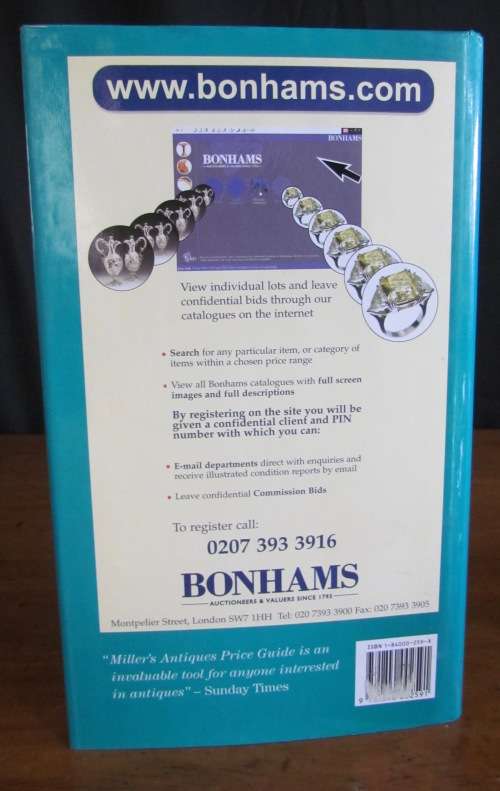 www.bonhams.com
BONHAMS
BONHAMS
View individual lots and leave
confidential bids through our
catalogues on the internet
• Search for any particular item, or category of
items within a chosen price range
• View all Bonhams catalogues with full screen
images and full descriptions
By registering on the site you will be
given a confidential client and PIN
number with which you can:
• E-mail departments direct with enquiries and
receive illustrated condition reports by email
• Leave confidential Commission Bids
To register call:
0207 393 3916
BONHAMS
AUCTIONEERS & VALUERS SINCE 1793
Montpelier Street, London SW7 1HH Tel: 020 7393 3900 Fax: 020 7393 3905
"Miller's Antiques Price Guide is an
invaluable tool for anyone interested
in antiques" – Sunday Times